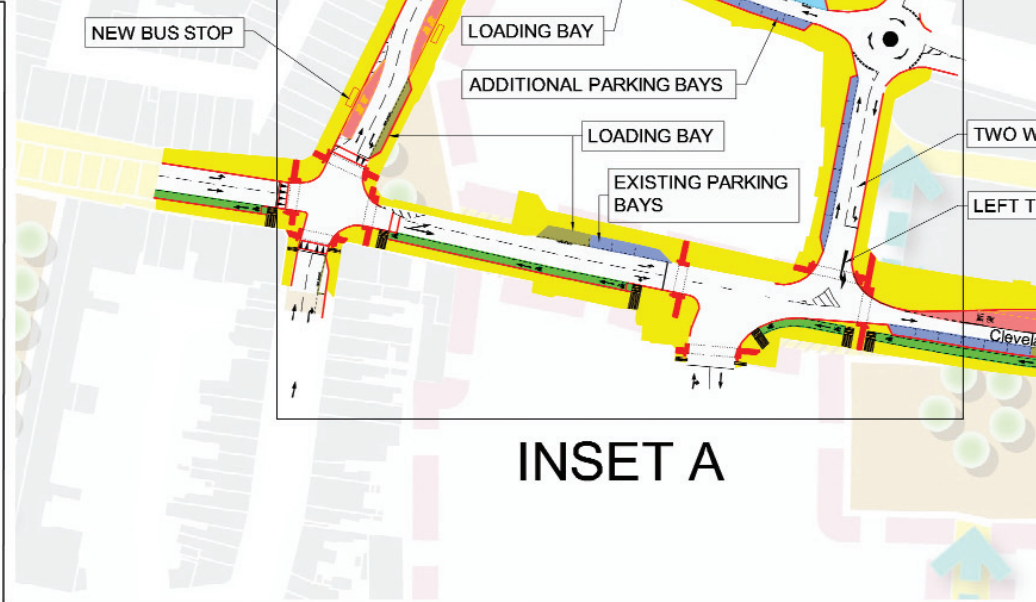 NEW BUS STOP
LOADING BAY
ADDITIONAL PARKING BAYS
LOADING BAY
TWO W
EXISTING PARKING
BAYS
LEFT T
Clevela
INSET A